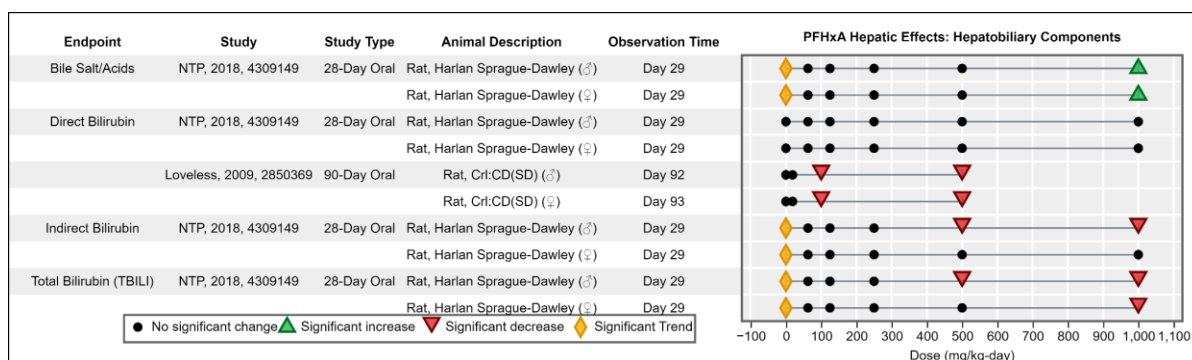 Endpoint Study Study Type Animal Description Observation Time PFHxA Hepatic Effects: Hepatobiliary Components
Bile Salt/Acids NTP, 2018, 4309149 28-Day Oral Rat, Harlan Sprague-Dawley (♂) Day 29
Rat, Harlan Sprague-Dawley (♀) Day 29
Direct Bilirubin NTP, 2018, 4309149 28-Day Oral Rat, Harlan Sprague-Dawley (♂) Day 29
Rat, Harlan Sprague-Dawley (♀) Day 29
Loveless, 2009, 2850369 90-Day Oral Rat, Crl:CD(SD) (♂) Day 92
Rat, Crl:CD(SD) (♀) Day 93
Indirect Bilirubin NTP, 2018, 4309149 28-Day Oral Rat, Harlan Sprague-Dawley (♂) Day 29
Rat, Harlan Sprague-Dawley (♀) Day 29
Total Bilirubin (TBILI) NTP, 2018, 4309149 28-Day Oral Rat, Harlan Sprague-Dawley (♂) Day 29
Rat, Harlan Sprague-Dawley (♀) Day 29
No significant change Significant increase Significant decrease Significant Trend
−100 0 100 200 300 400 500 600 700 800 900 1,000 1,100
Dose (mg/kg-day)